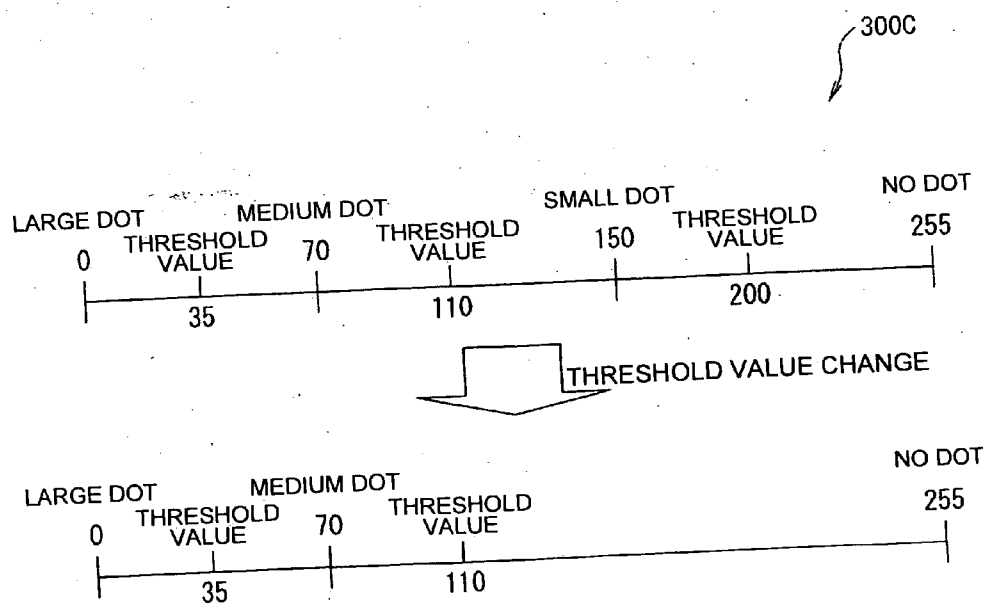 300C
LARGE DOT MEDIUM DOT SMALL DOT NO DOT
0 THRESHOLD VALUE 70 THRESHOLD VALUE 150 THRESHOLD VALUE 255
35 110 200
THRESHOLD VALUE CHANGE
LARGE DOT MEDIUM DOT NO DOT
0 THRESHOLD VALUE 70 THRESHOLD VALUE 255
35 110